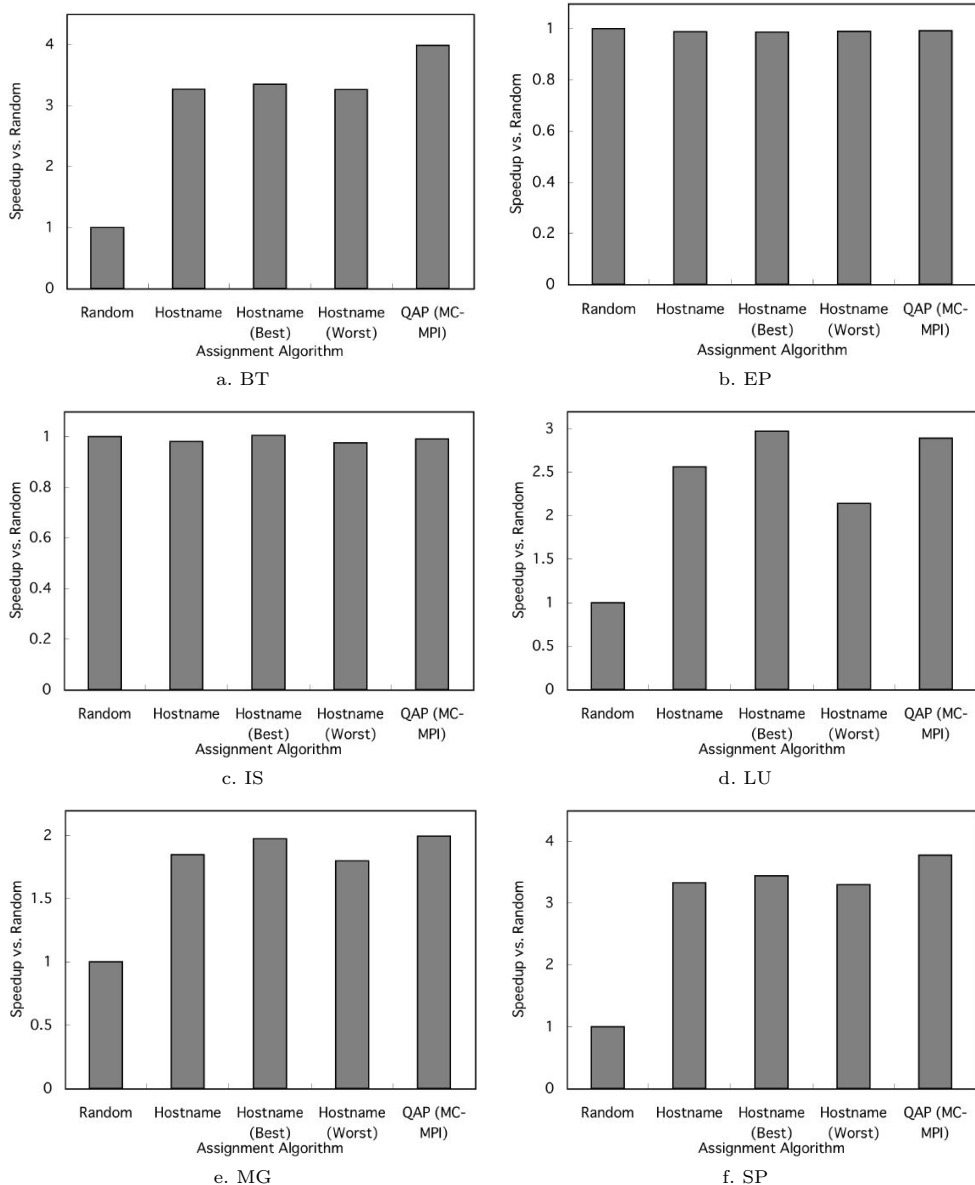 Speedup vs. Random
4
3
2
1
0
Random
Hostname
Hostname
(Best)
Hostname
(Worst)
QAP (MC-
MPI)
Assignment Algorithm
a. BT
Speedup vs. Random
1
0.8
0.6
0.4
0.2
0
Random
Hostname
Hostname
(Best)
Hostname
(Worst)
QAP (MC-
MPI)
Assignment Algorithm
b. EP
Speedup vs. Random
1
0.8
0.6
0.4
0.2
0
Random
Hostname
Hostname
(Best)
Hostname
(Worst)
QAP (MC-
MPI)
Assignment Algorithm
c. IS
Speedup vs. Random
3
2.5
2
1.5
1
0.5
0
Random
Hostname
Hostname
(Best)
Hostname
(Worst)
QAP (MC-
MPI)
Assignment Algorithm
d. LU
Speedup vs. Random
2
1.5
1
0.5
0
Random
Hostname
Hostname
(Best)
Hostname
(Worst)
QAP (MC-
MPI)
Assignment Algorithm
e. MG
Speedup vs. Random
4
3
2
1
0
Random
Hostname
Hostname
(Best)
Hostname
(Worst)
QAP (MC-
MPI)
Assignment Algorithm
f. SP